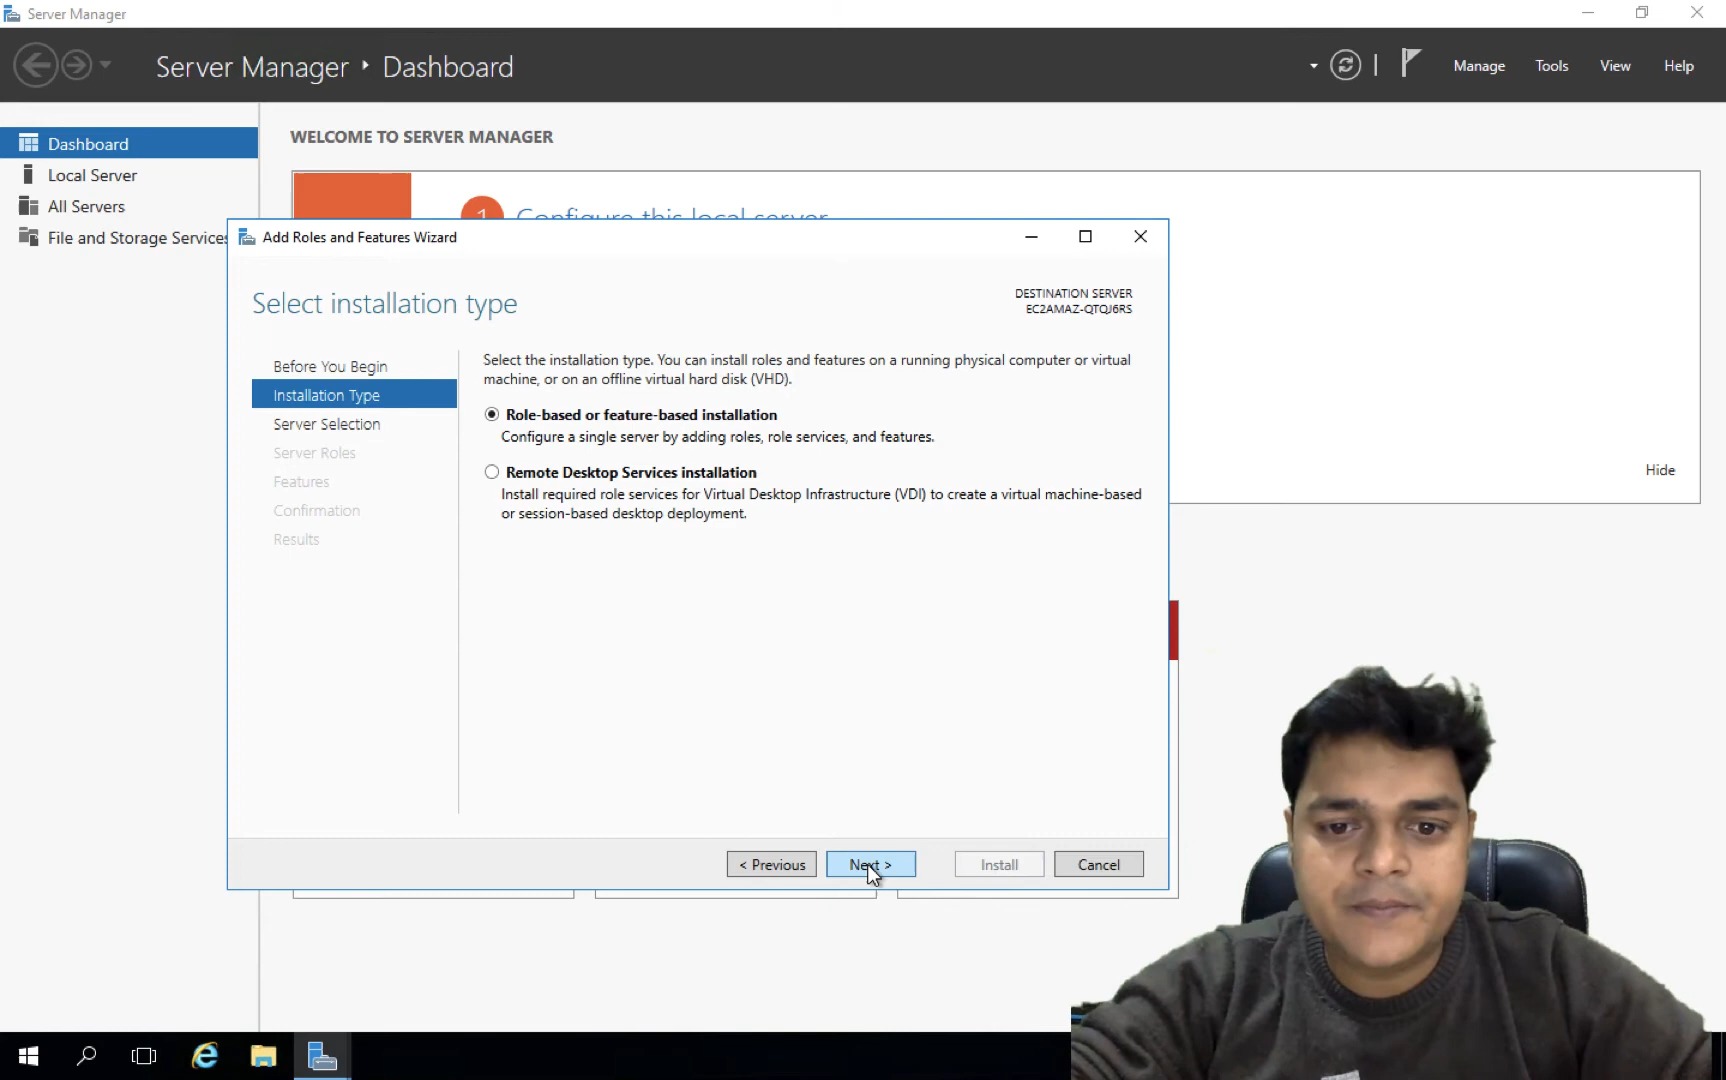 Server Manager
Server Manager ‣ Dashboard
Manage
Tools
View
Help
Dashboard
Local Server
All Servers
File and Storage Services
WELCOME TO SERVER MANAGER
1 Configure this local server
Hide
Add Roles and Features Wizard
Select installation type
DESTINATION SERVER
EC2AMAZ-QTQJ6RS
Before You Begin
Installation Type
Server Selection
Server Roles
Features
Confirmation
Results
Select the installation type. You can install roles and features on a running physical computer or virtual
machine, or on an offline virtual hard disk (VHD).
Role-based or feature-based installation
Configure a single server by adding roles, role services, and features.
Remote Desktop Services installation
Install required role services for Virtual Desktop Infrastructure (VDI) to create a virtual machine-based
or session-based desktop deployment.
< Previous
Next >
Install
Cancel